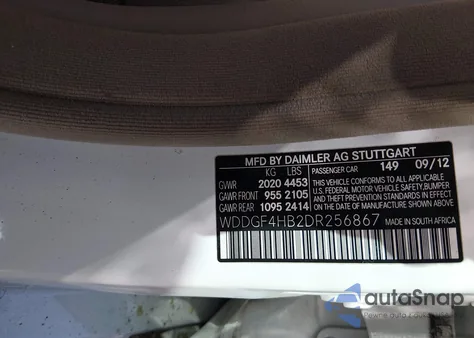 MFD BY DAIMLER AG STUTTGART
KG LBS PASSENGER CAR 149 09/12
GVWR 2020 4453 THIS VEHICLE CONFORMS TO ALL APPLICABLE
U.S. FEDERAL MOTOR VEHICLE SAFETY, BUMPER
GAWR FRONT 955 2105 AND THEFT PREVENTION STANDARDS IN
GAWR REAR 1095 2414 EFFECT ON THE DATE OF MANUFACTURE
SHOWN ABOVE.
WDDGF4HB2DR256867 MADE IN SOUTH AFRICA
autoSnap